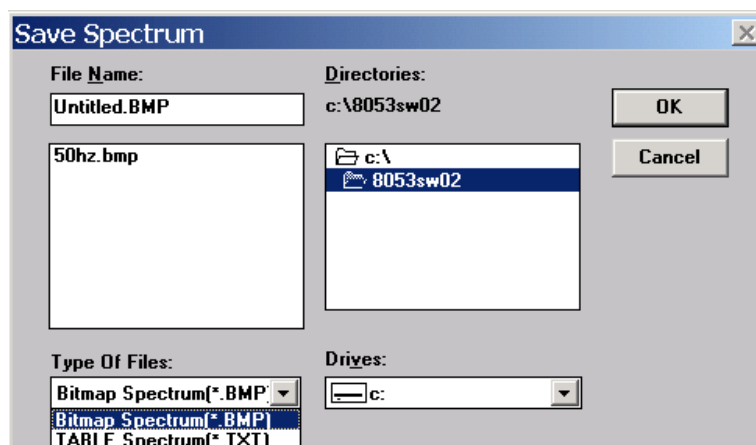 Save Spectrum
File Name:
Untitled.BMP
50hz.bmp
Directories:
c:\8053sw02
c:\
8053sw02
OK
Cancel
Type Of Files:
Bitmap Spectrum(*.BMP)
Bitmap Spectrum(*.BMP)
TABLE Spectrum(*.TXT)
Drives:
c: